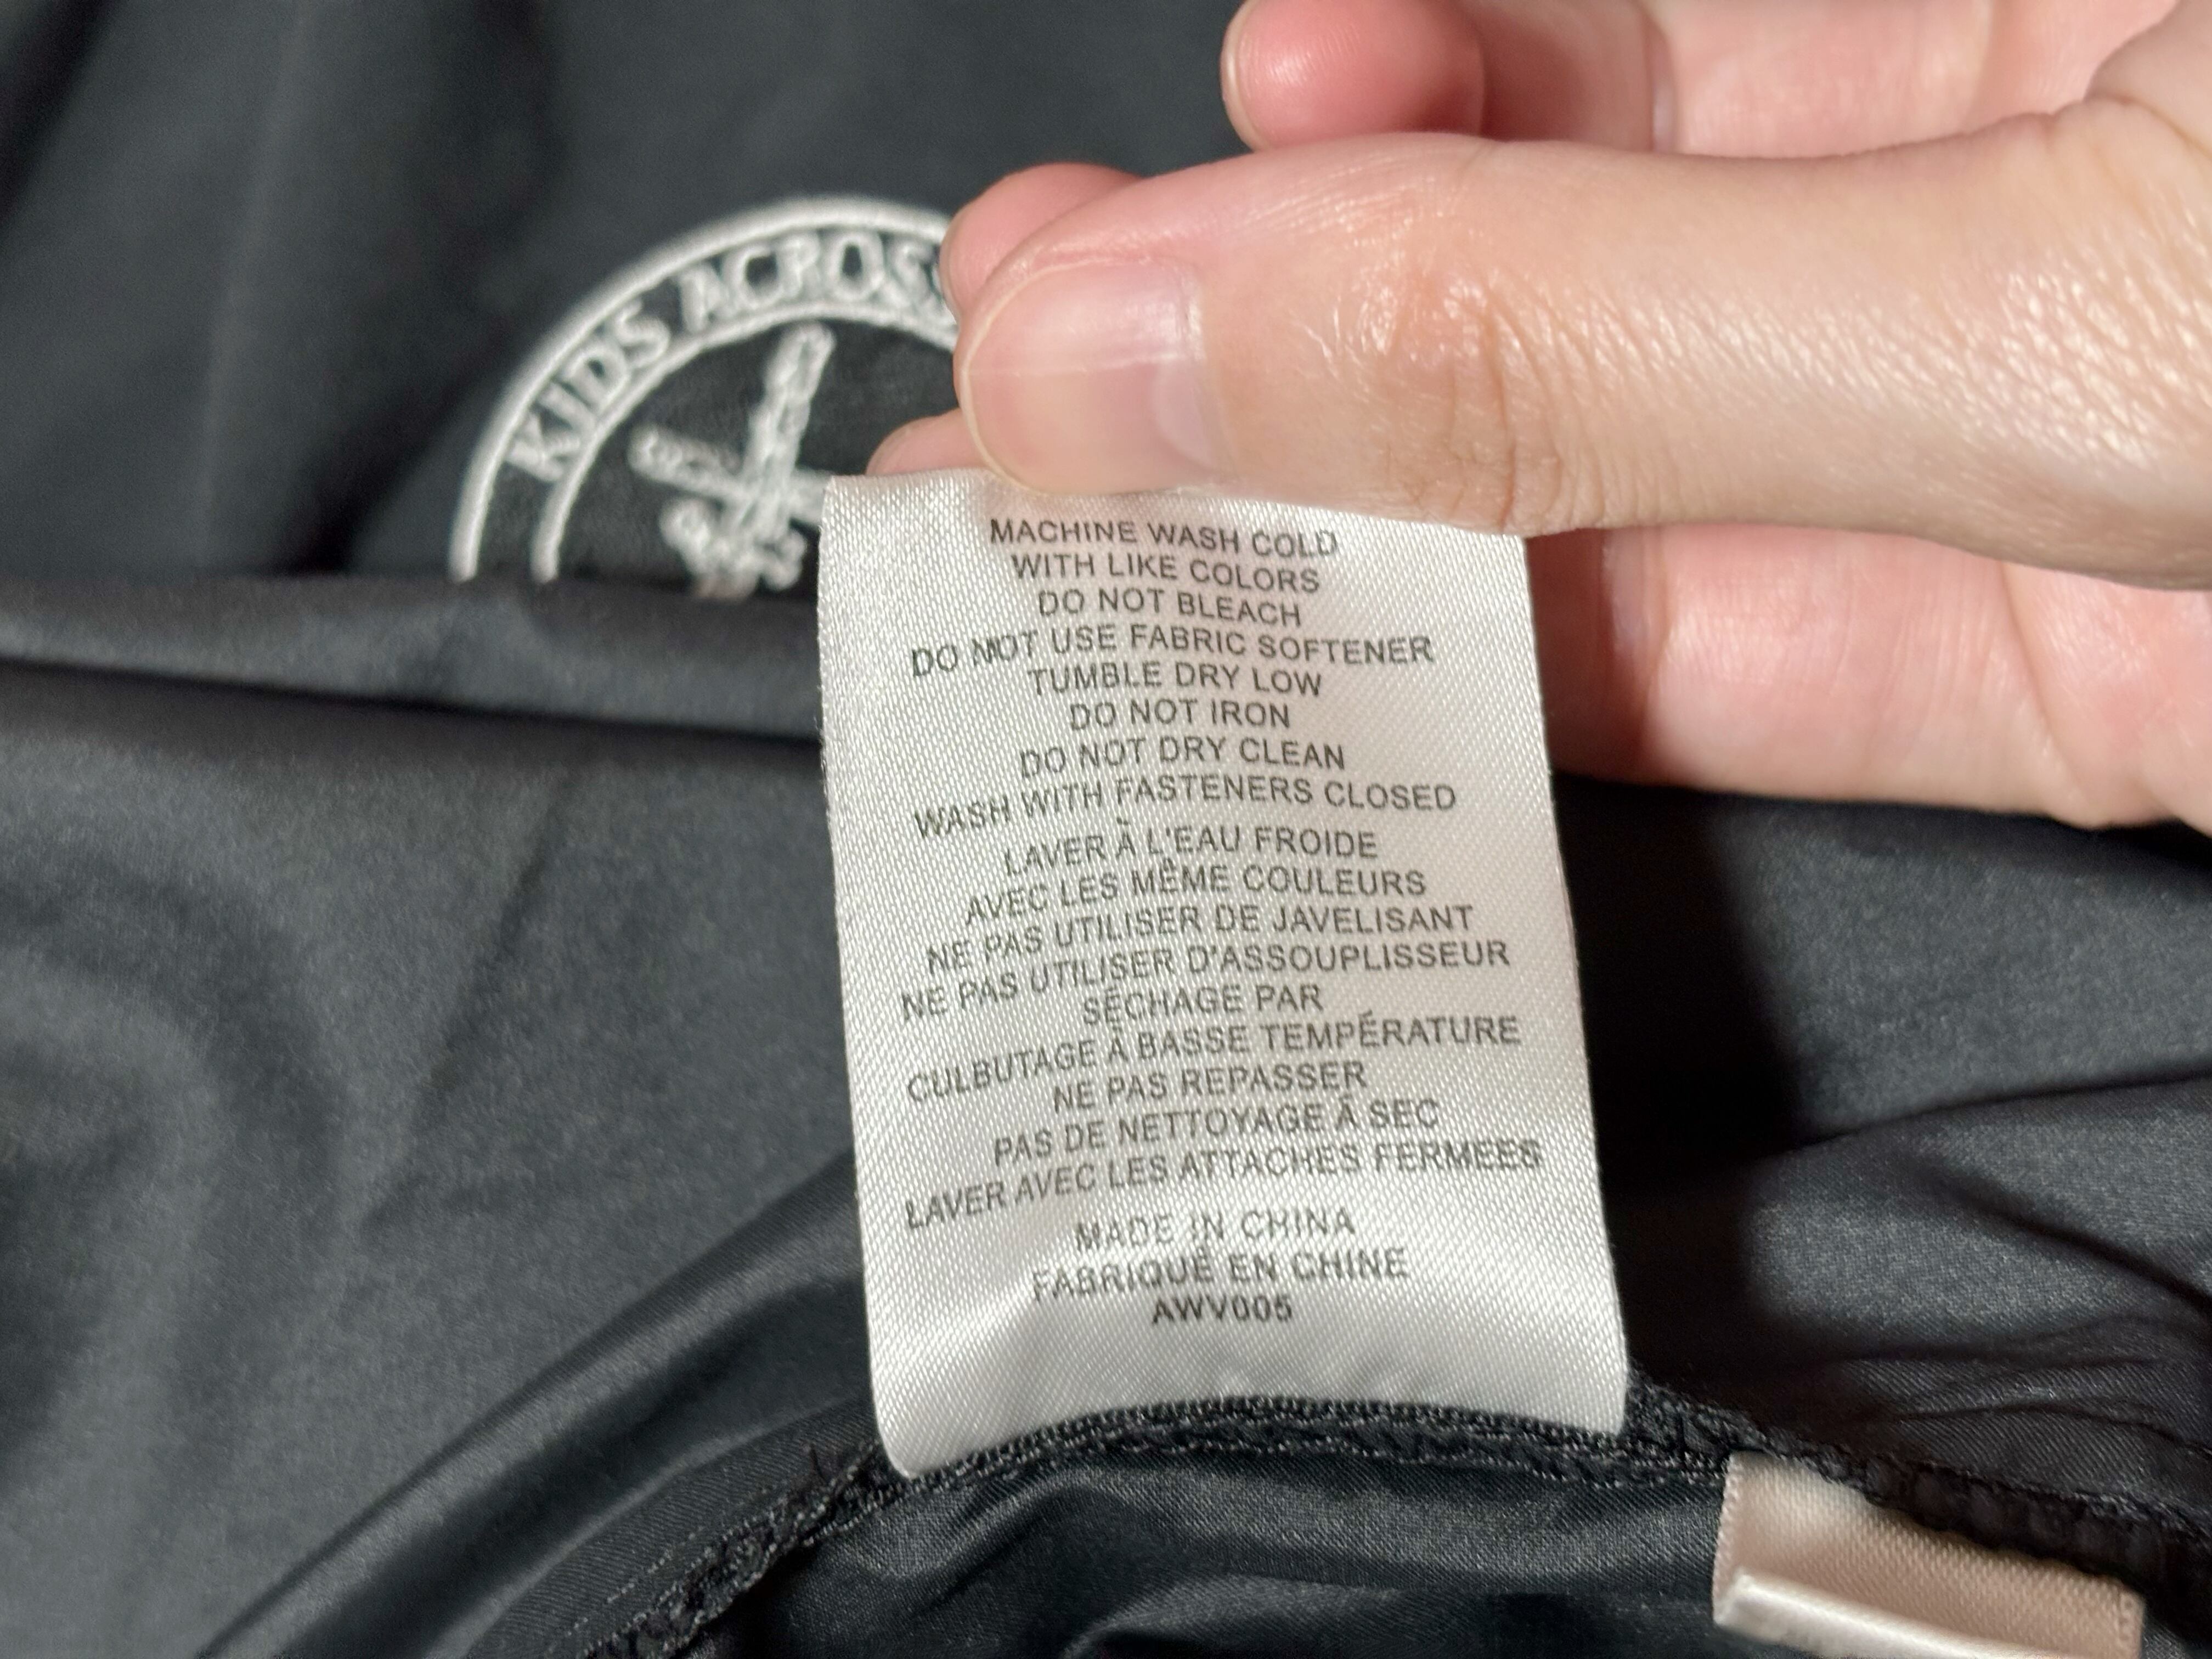 KIDS ACROSS
MACHINE WASH COLD
WITH LIKE COLORS
DO NOT BLEACH
DO NOT USE FABRIC SOFTENER
TUMBLE DRY LOW
DO NOT IRON
DO NOT DRY CLEAN
WASH WITH FASTENERS CLOSED
LAVER À L'EAU FROIDE
AVEC LES MÊME COULEURS
NE PAS UTILISER DE JAVELISANT
NE PAS UTILISER D'ASSOUPLISSEUR
SÉCHAGE PAR
CULBUTAGE À BASSE TEMPÉRATURE
NE PAS REPASSER
PAS DE NETTOYAGE À SEC
LAVER AVEC LES ATTACHES FERMEES
MADE IN CHINA
FABRIQUÉ EN CHINE
AWV005